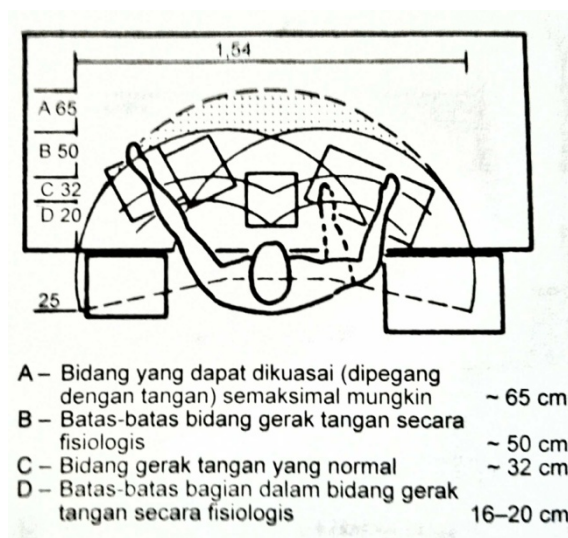 1,54
A 65
B 50
C 32
D 20
25
A – Bidang yang dapat dikuasai (dipegang
dengan tangan) semaksimal mungkin ~ 65 cm
B – Batas-batas bidang gerak tangan secara
fisiologis ~ 50 cm
C – Bidang gerak tangan yang normal ~ 32 cm
D – Batas-batas bagian dalam bidang gerak
tangan secara fisiologis 16–20 cm